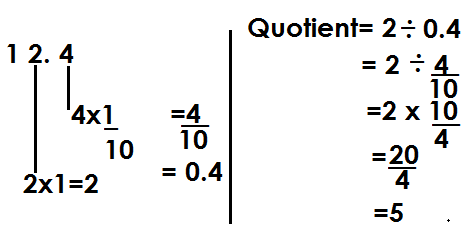 1 2. 4
4x1
10
=4
10
= 0.4
2x1=2
Quotient= 2÷ 0.4
= 2 ÷ 4
10
=2 x 10
4
=20
4
=5